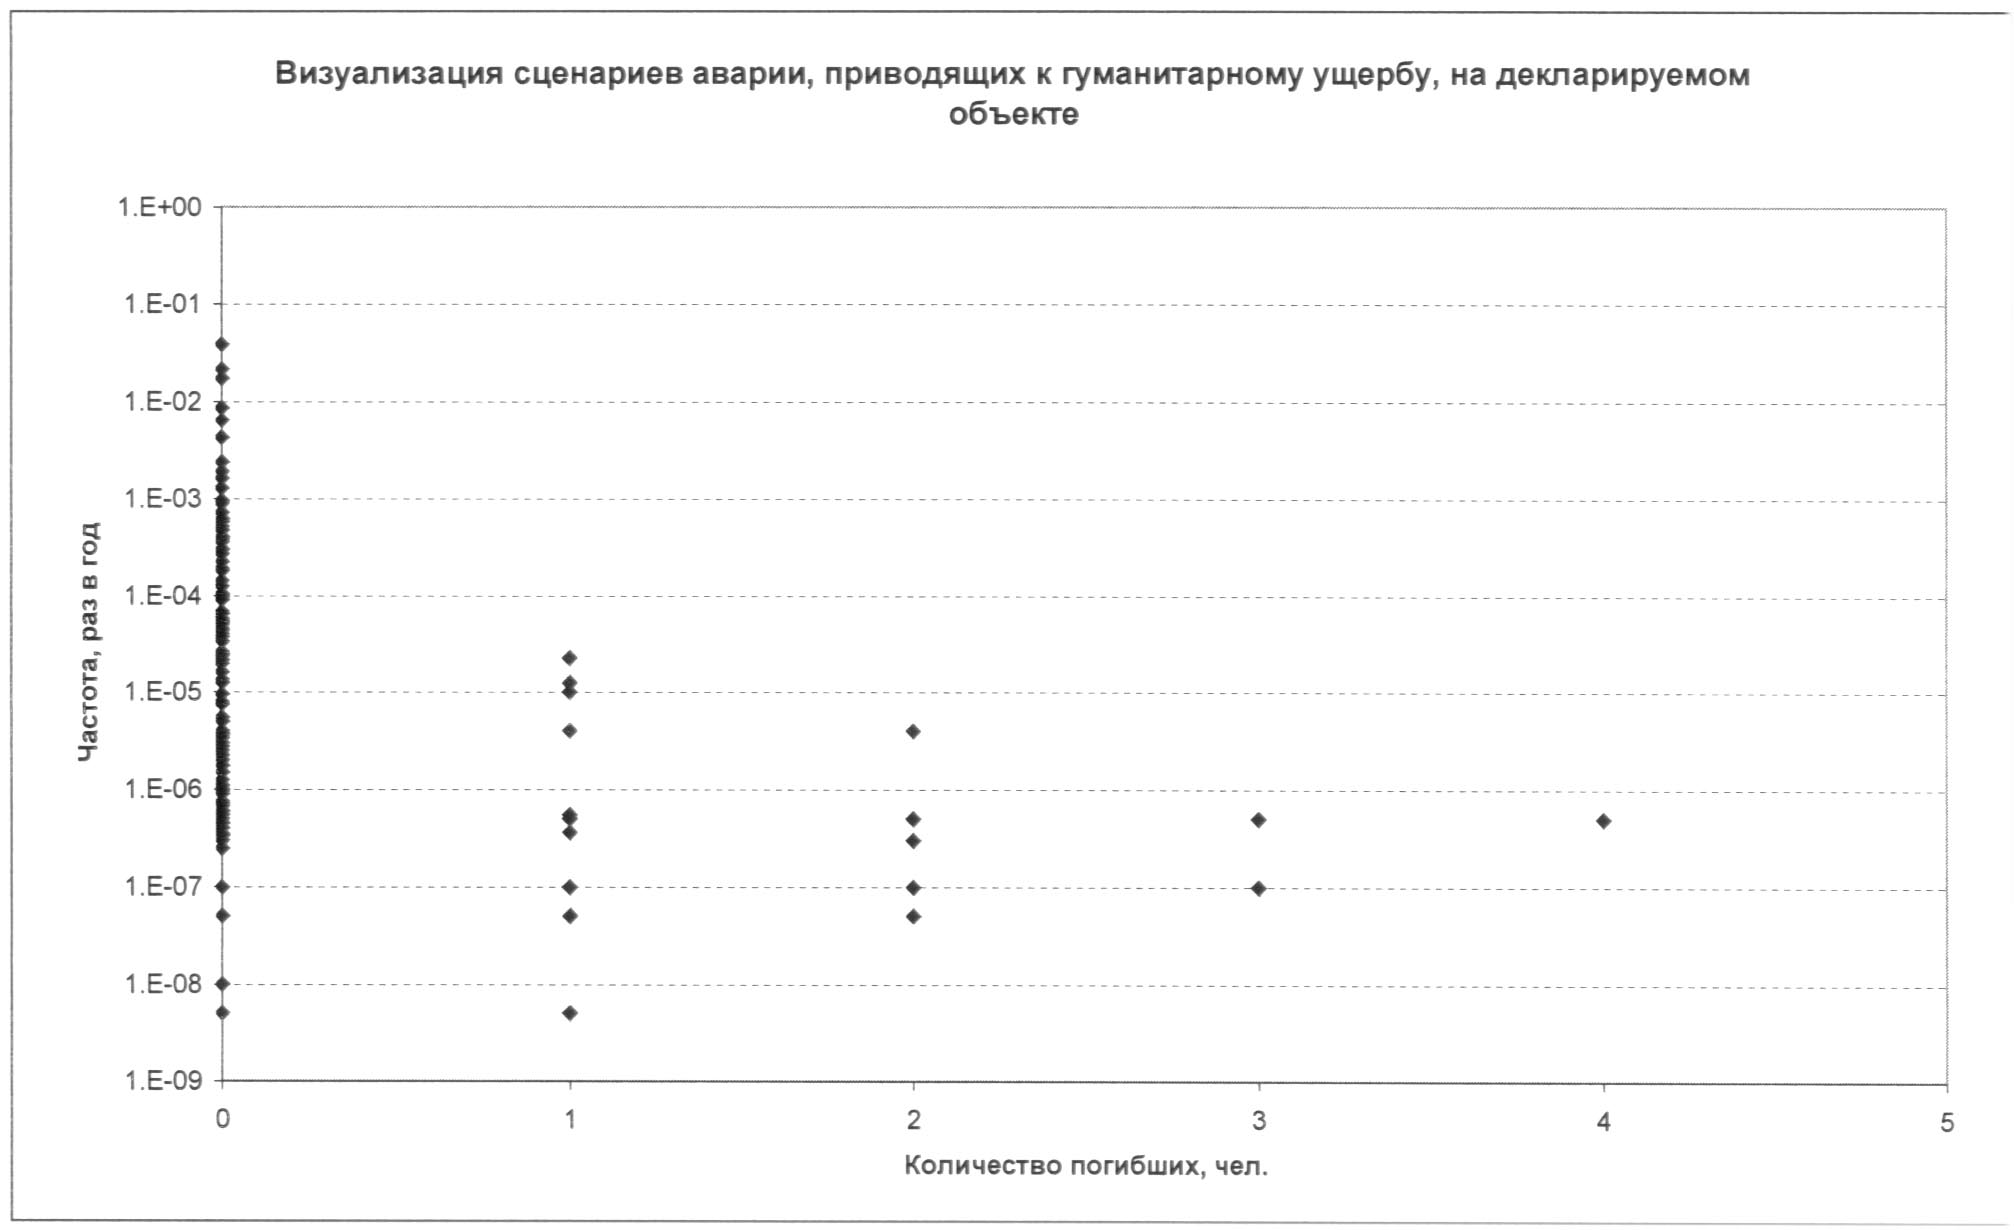 Визуализация сценариев аварии, приводящих к гуманитарному ущербу, на декларируемом
объекте
1.E+00
1.E-01
1.E-02
1.E-03
1.E-04
1.E-05
1.E-06
1.E-07
1.E-08
1.E-09
Частота, раз в год
0 1 2 3 4 5
Количество погибших, чел.